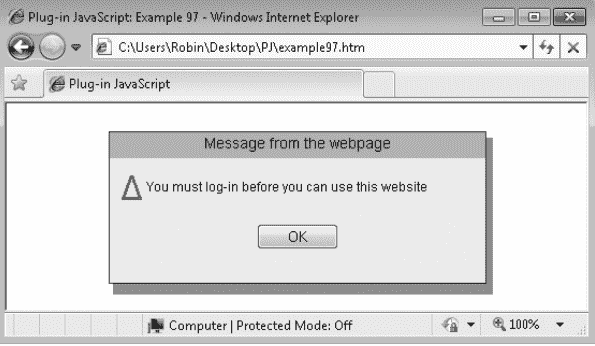 Plug-in JavaScript: Example 97 - Windows Internet Explorer
C:\Users\Robin\Desktop\PJ\example97.htm
Plug-in JavaScript
Message from the webpage
You must log-in before you can use this website
OK
Computer | Protected Mode: Off
100%